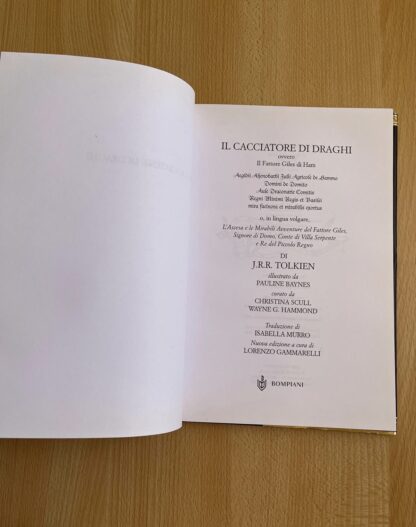 IL CACCIATORE DI DRAGHI
ovvero
Il Fattore Giles di Ham
Aegidii Ahenobarbi Julii Agricole de Hammo
Domini de Domito
Aule Draconarie Comitis
Regni Minimi Regis et Basilei
mira facinora et mirabilis exortus
o, in lingua volgare,
L'Ascesa e le Mirabili Avventure del Fattore Giles,
Signore di Domo, Conte di Villa Serpente
e Re del Piccolo Regno
DI
J.R.R. TOLKIEN
illustrato da
PAULINE BAYNES
curato da
CHRISTINA SCULL
WAYNE G. HAMMOND
Traduzione di
ISABELLA MURRO
Nuova edizione a cura di
LORENZO GAMMARELLI
BOMPIANI